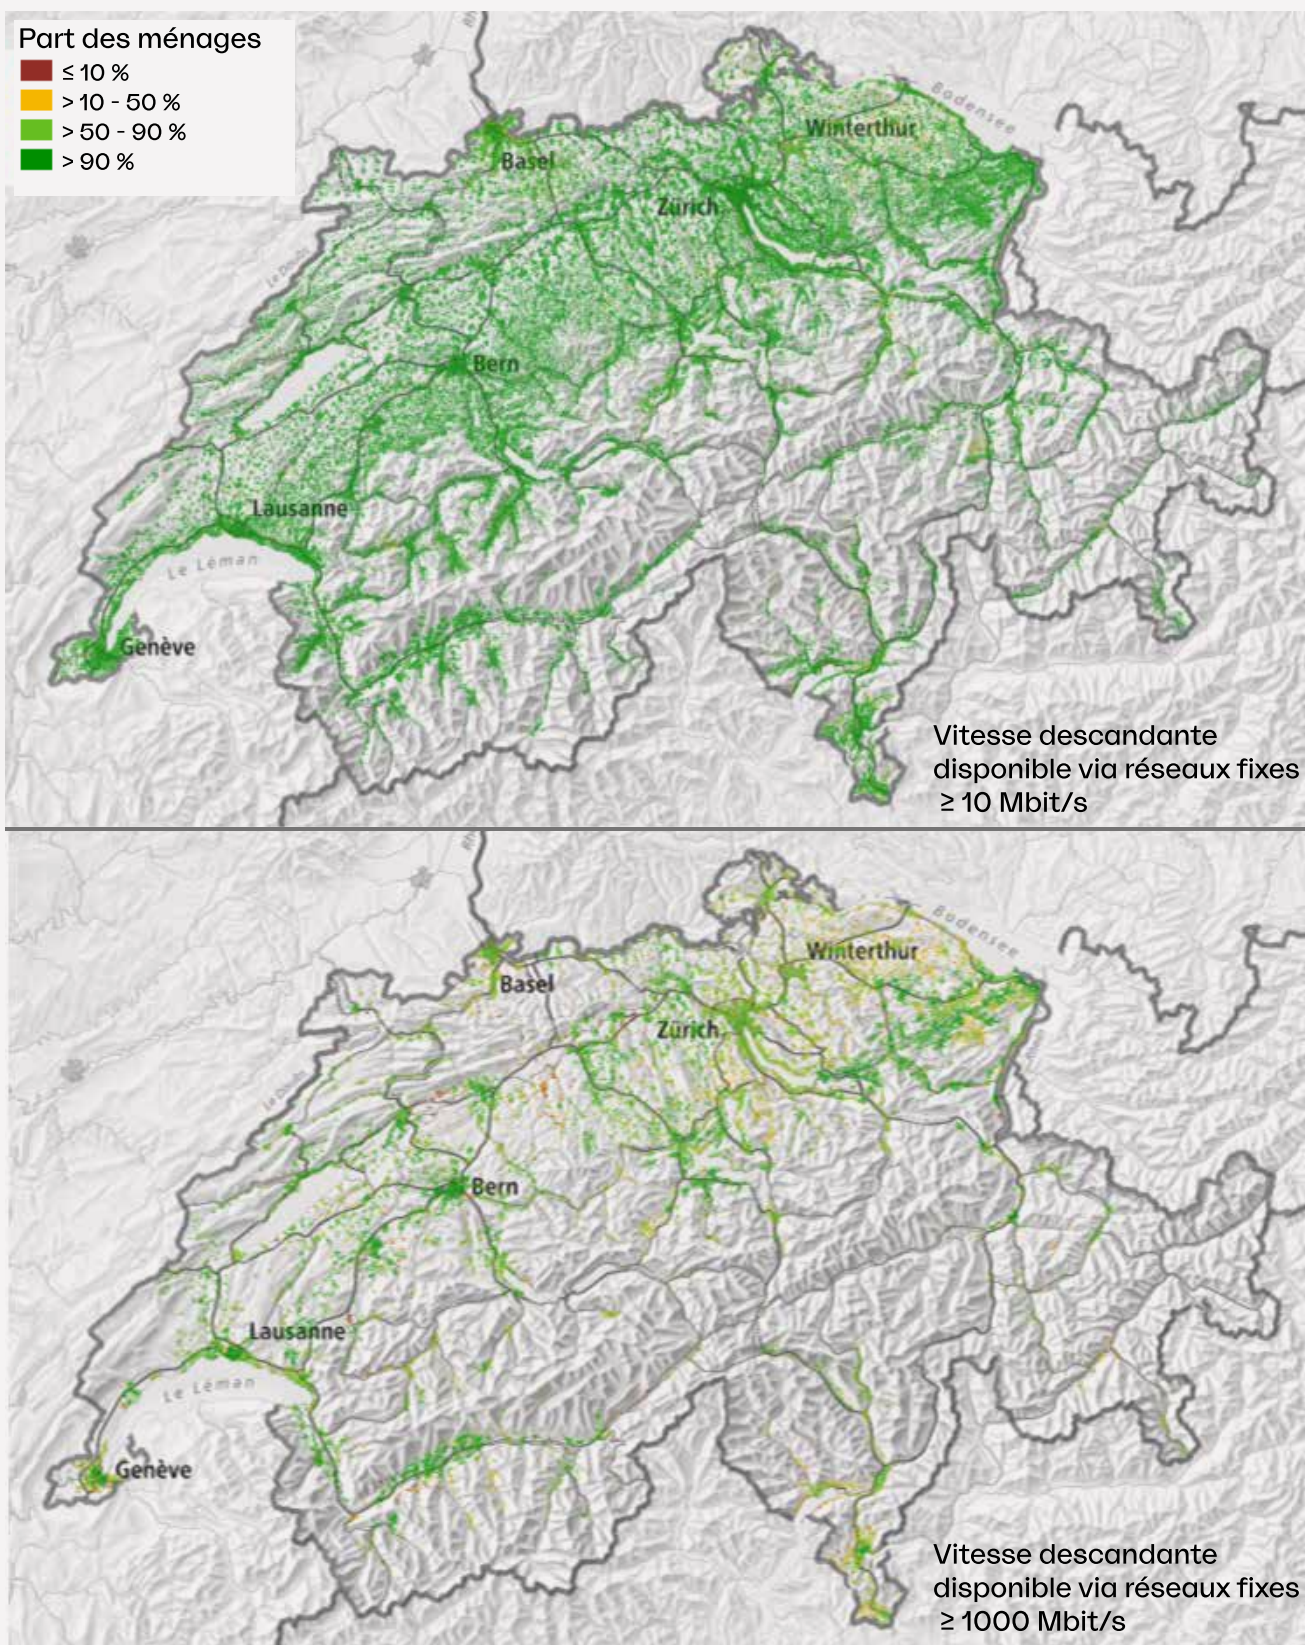 Part des ménages
≤ 10 %
> 10 - 50 %
> 50 - 90 %
> 90 %
Bodensee
Winterthur
Basel
Zürich
Bern
Lausanne
Le Léman
Genève
Vitesse descandante
disponible via réseaux fixes
≥ 10 Mbit/s
Bodensee
Winterthur
Basel
Zürich
Bern
Lausanne
Le Léman
Genève
Vitesse descandante
disponible via réseaux fixes
≥ 1000 Mbit/s